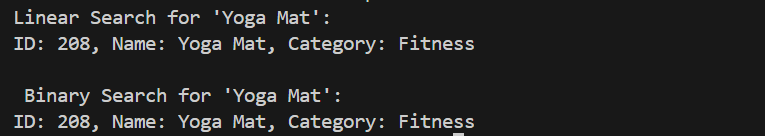 Linear Search for 'Yoga Mat':
ID: 208, Name: Yoga Mat, Category: Fitness
Binary Search for 'Yoga Mat':
ID: 208, Name: Yoga Mat, Category: Fitness